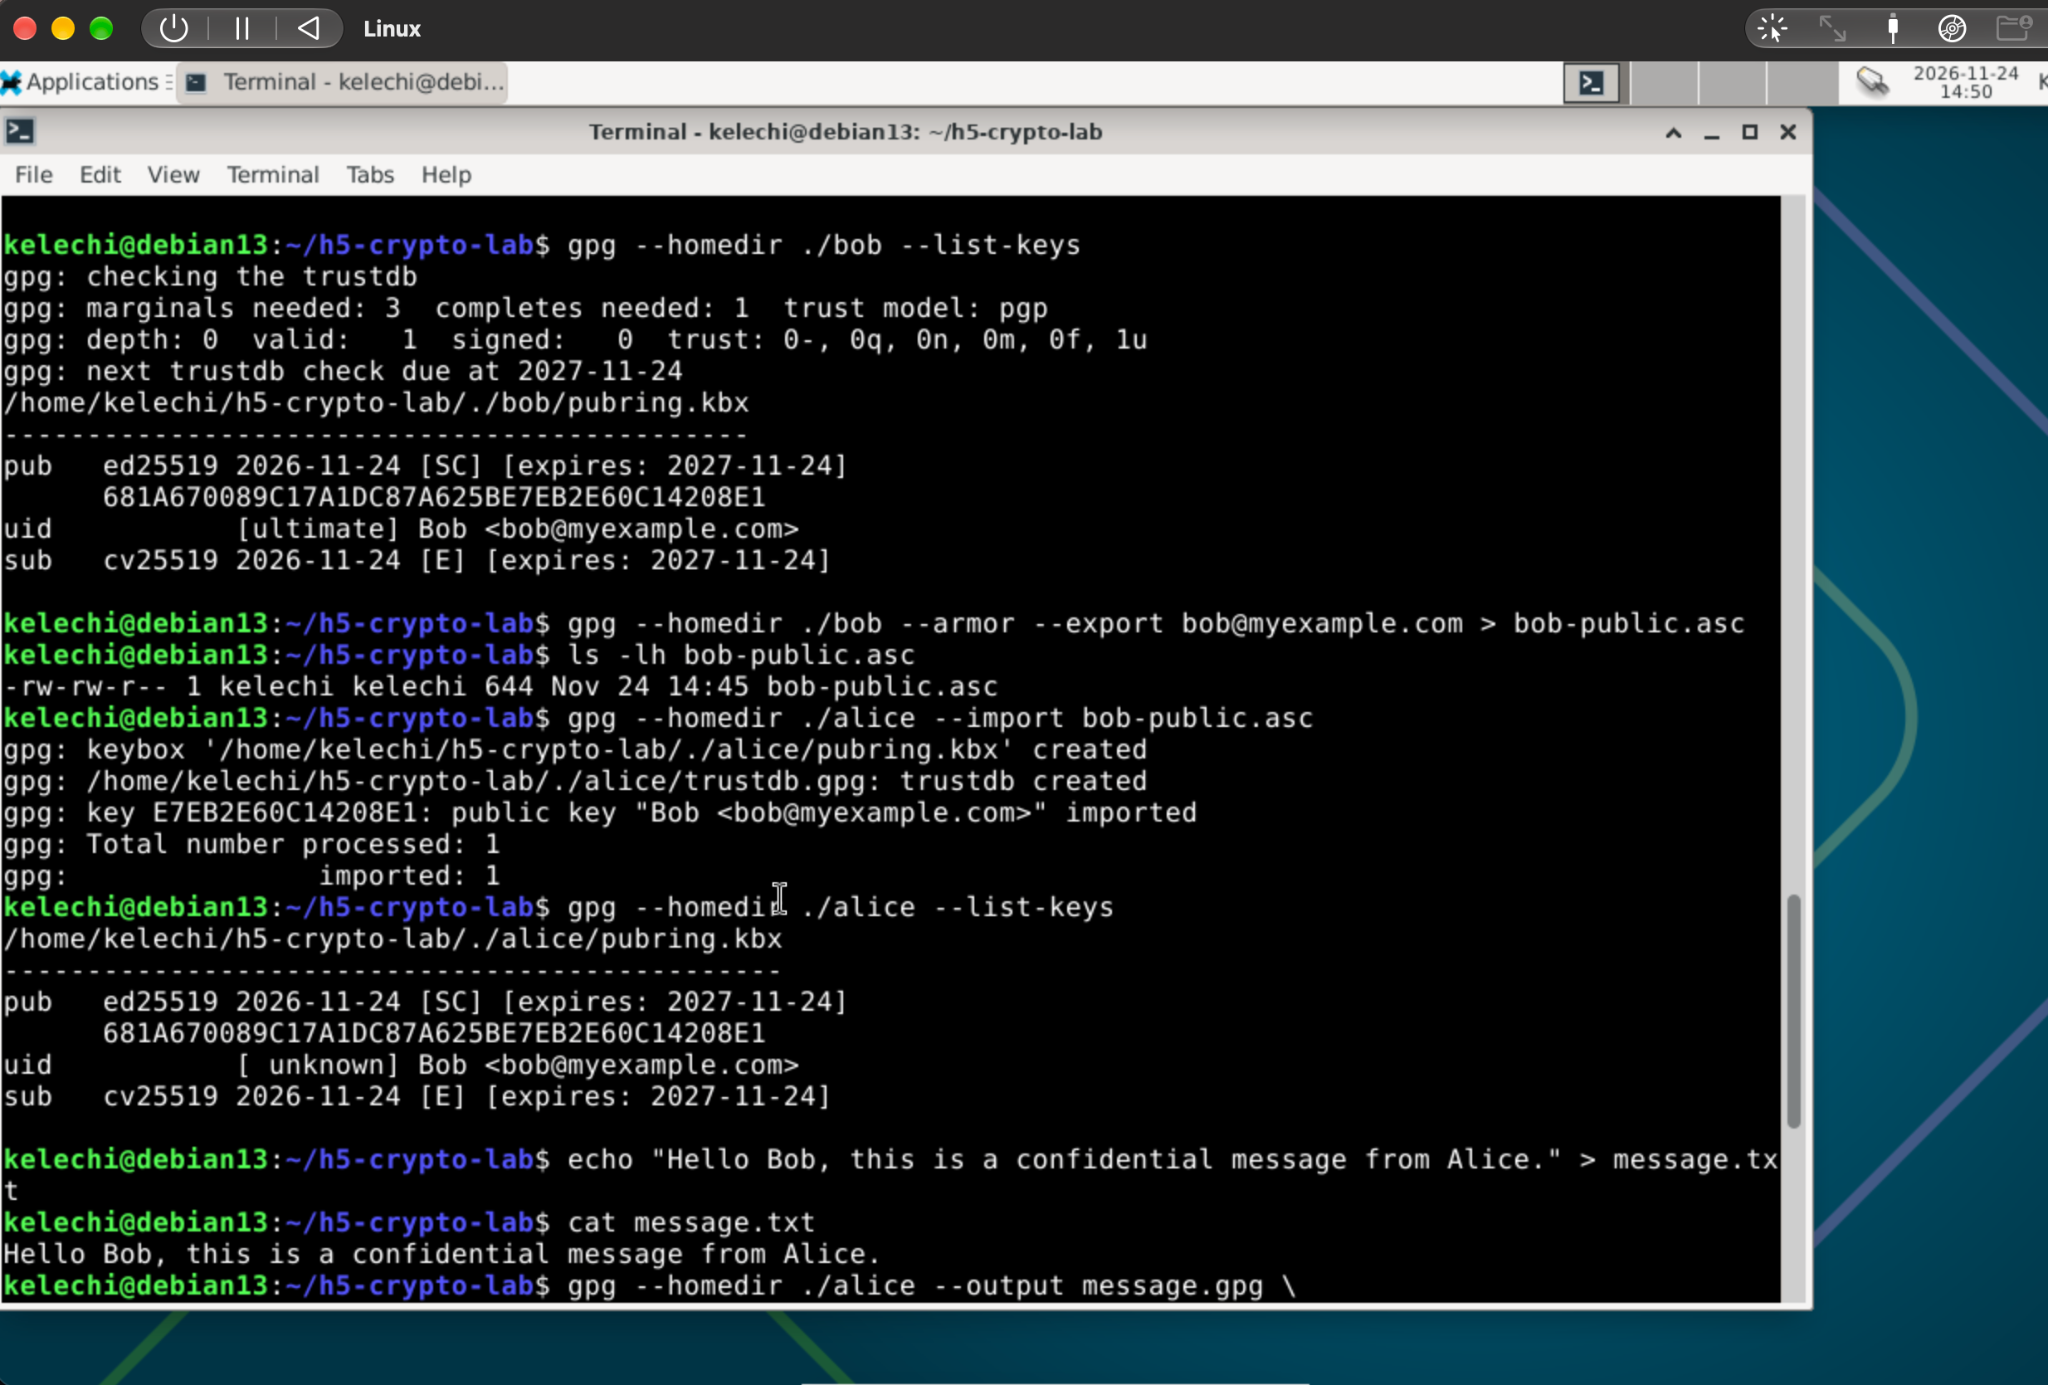 Linux
Applications
Terminal - kelechi@debi...
2026-11-24
14:50
K
Terminal - kelechi@debian13: ~/h5-crypto-lab
File Edit View Terminal Tabs Help
kelechi@debian13:~/h5-crypto-lab$ gpg --homedir ./bob --list-keys
gpg: checking the trustdb
gpg: marginals needed: 3  completes needed: 1  trust model: pgp
gpg: depth: 0  valid:   1  signed:   0  trust: 0-, 0q, 0n, 0m, 0f, 1u
gpg: next trustdb check due at 2027-11-24
/home/kelechi/h5-crypto-lab/./bob/pubring.kbx
---------------------------------------------
pub   ed25519 2026-11-24 [SC] [expires: 2027-11-24]
      681A670089C17A1DC87A625BE7EB2E60C14208E1
uid           [ultimate] Bob <bob@myexample.com>
sub   cv25519 2026-11-24 [E] [expires: 2027-11-24]
kelechi@debian13:~/h5-crypto-lab$ gpg --homedir ./bob --armor --export bob@myexample.com > bob-public.asc
kelechi@debian13:~/h5-crypto-lab$ ls -lh bob-public.asc
-rw-rw-r-- 1 kelechi kelechi 644 Nov 24 14:45 bob-public.asc
kelechi@debian13:~/h5-crypto-lab$ gpg --homedir ./alice --import bob-public.asc
gpg: keybox '/home/kelechi/h5-crypto-lab/./alice/pubring.kbx' created
gpg: /home/kelechi/h5-crypto-lab/./alice/trustdb.gpg: trustdb created
gpg: key E7EB2E60C14208E1: public key "Bob <bob@myexample.com>" imported
gpg: Total number processed: 1
gpg:               imported: 1
kelechi@debian13:~/h5-crypto-lab$ gpg --homedir ./alice --list-keys
/home/kelechi/h5-crypto-lab/./alice/pubring.kbx
-----------------------------------------------
pub   ed25519 2026-11-24 [SC] [expires: 2027-11-24]
      681A670089C17A1DC87A625BE7EB2E60C14208E1
uid           [ unknown] Bob <bob@myexample.com>
sub   cv25519 2026-11-24 [E] [expires: 2027-11-24]
kelechi@debian13:~/h5-crypto-lab$ echo "Hello Bob, this is a confidential message from Alice." > message.tx
t
kelechi@debian13:~/h5-crypto-lab$ cat message.txt
Hello Bob, this is a confidential message from Alice.
kelechi@debian13:~/h5-crypto-lab$ gpg --homedir ./alice --output message.gpg \